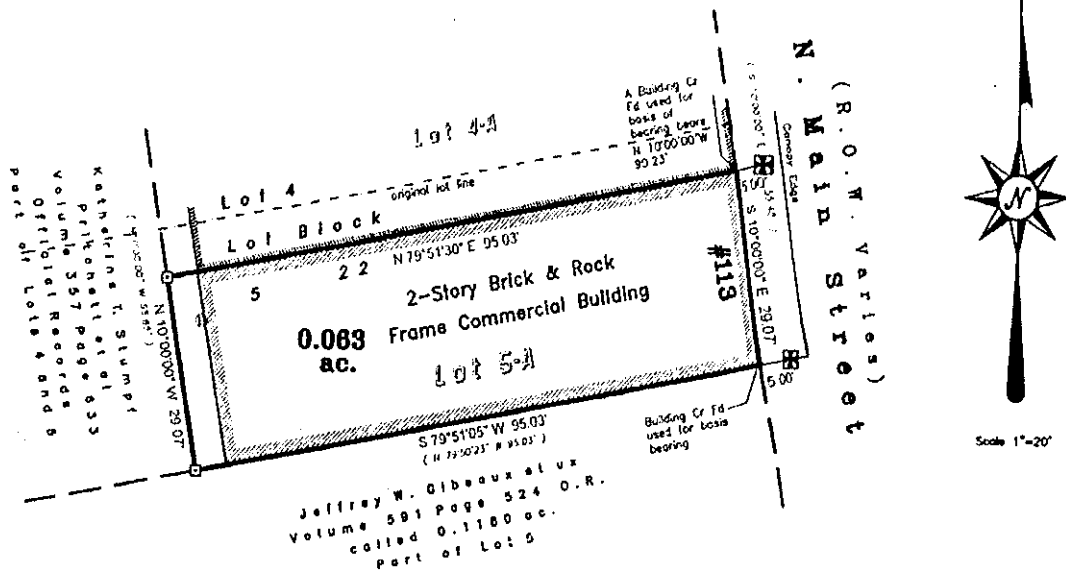 Lot 4-A
A Building Cr
Fd used for
basis of
bearing bears
N 10°00'00"W
90.23'
Canopy Edge
N. Main Street
(R.O.W. Varies)
Lot 4
original lot line
Lot Block
5
22
N 79°51'30" E 95.03'
2-Story Brick & Rock
Frame Commercial Building
0.063
ac.
Lot 5-A
#113
5.00'
S 10°00'00" E 29.07'
5.00'
N 10°00'00" W 29.07'
Katherine T. Stumpf
et al
Volume 557 page 633
Official Records
part of Lots 4 and 5
S 79°51'05" W 95.03'
Building Cr Fd
used for basis
bearing
Jeffrey W. Gibeaux et ux
Volume 591 Page 524 O.R.
called 0.1180 ac.
Part of Lot 5
N
Scale 1"=20'